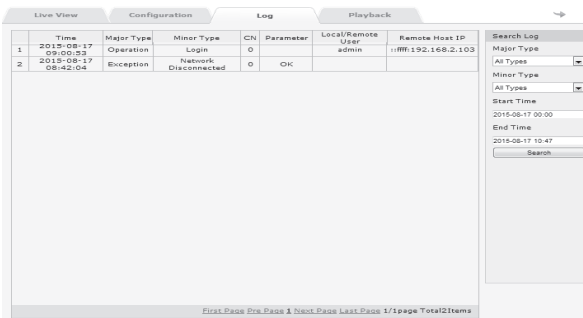 Live View Configuration Log Playback
Time Major Type Minor Type CN Parameter Local/Remote User Remote Host IP
1 2015-08-17 09:00:53 Operation Login 0 admin ::ffff:192.168.2.103
2 2015-08-17 08:42:04 Exception Network Disconnected 0 OK
First Page Pre Page 1 Next Page Last Page 1/1page Total2Items
Search Log
Major Type
All Types
Minor Type
All Types
Start Time
2015-08-17 00:00
End Time
2015-08-17 10:47
Search